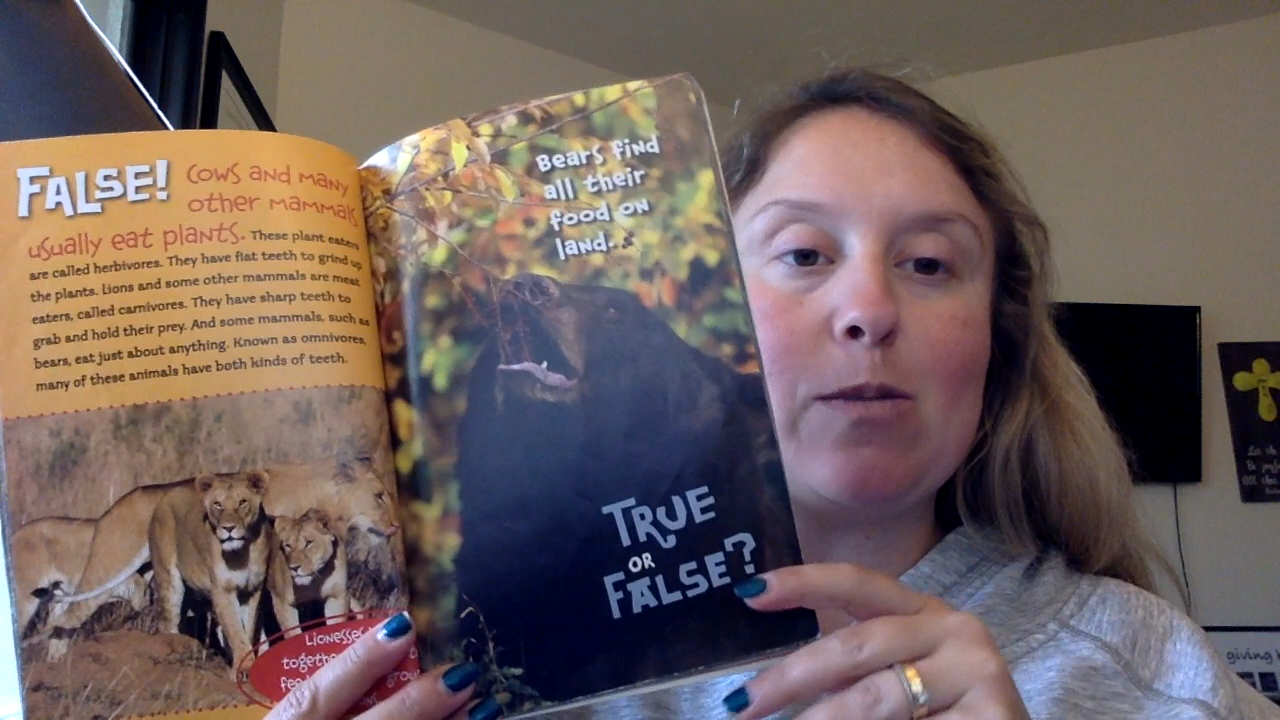 FALSE! Cows and many
other mammals
usually eat plants. These plant eaters
are called herbivores. They have flat teeth to grind up
the plants. Lions and some other mammals are meat
eaters, called carnivores. They have sharp teeth to
grab and hold their prey. And some mammals, such as
bears, eat just about anything. Known as omnivores,
many of these animals have both kinds of teeth.
Lionesses
Bears find
all their
food on
land.
TRUE
OR
FALSE?
giving